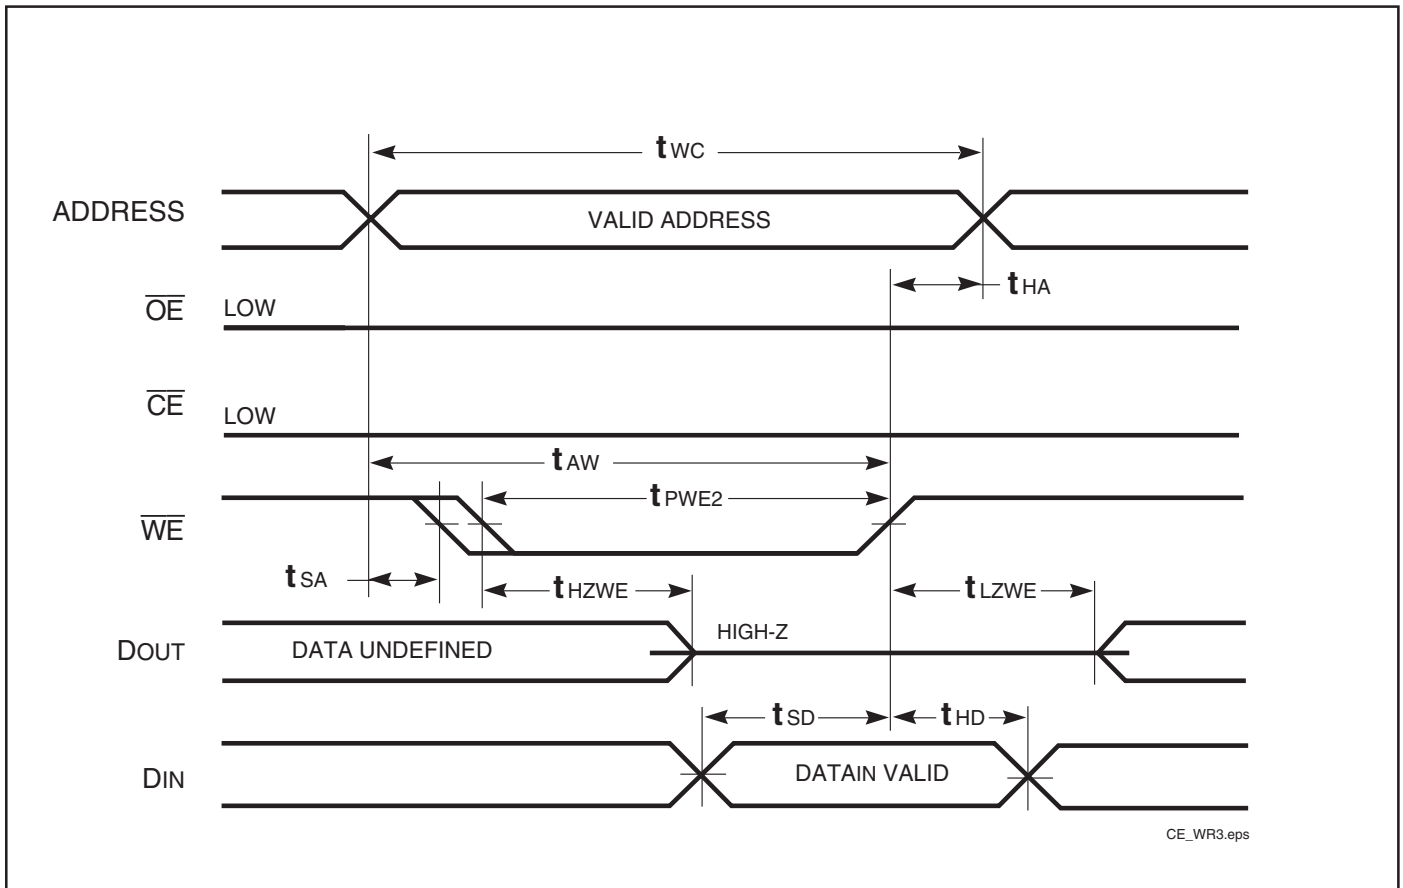 tWC
ADDRESS
VALID ADDRESS
tHA
OE
LOW
CE
LOW
tAW
tPWE2
WE
tSA
tHZWE
tLZWE
DOUT
DATA UNDEFINED
HIGH-Z
tSD
tHD
DIN
DATAIN VALID
CE_WR3.eps